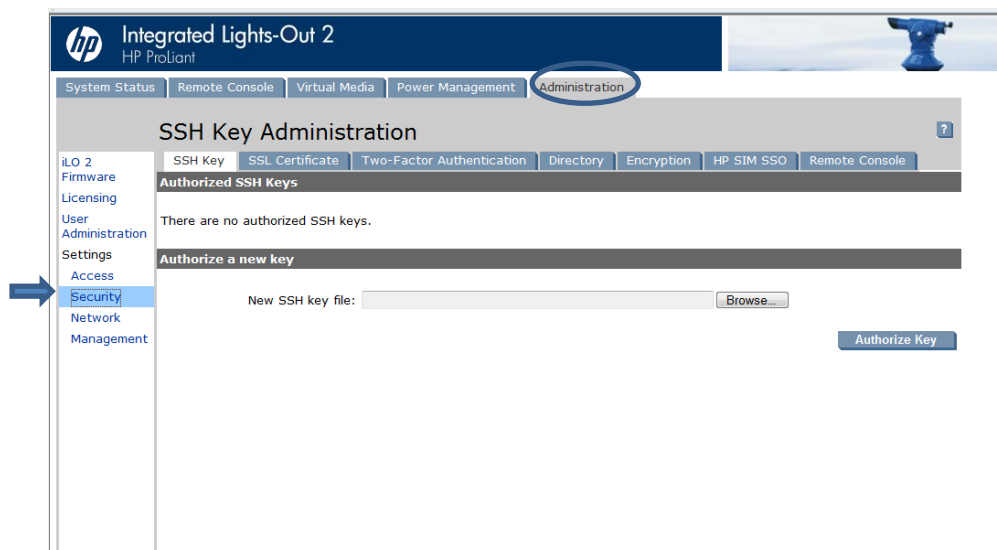 hp
Integrated Lights-Out 2
HP ProLiant
System Status Remote Console Virtual Media Power Management Administration
SSH Key Administration
?
SSH Key SSL Certificate Two-Factor Authentication Directory Encryption HP SIM SSO Remote Console
iLO 2
Firmware
Licensing
User
Administration
Settings
Access
Security
Network
Management
Authorized SSH Keys
There are no authorized SSH keys.
Authorize a new key
New SSH key file: Browse...
Authorize Key